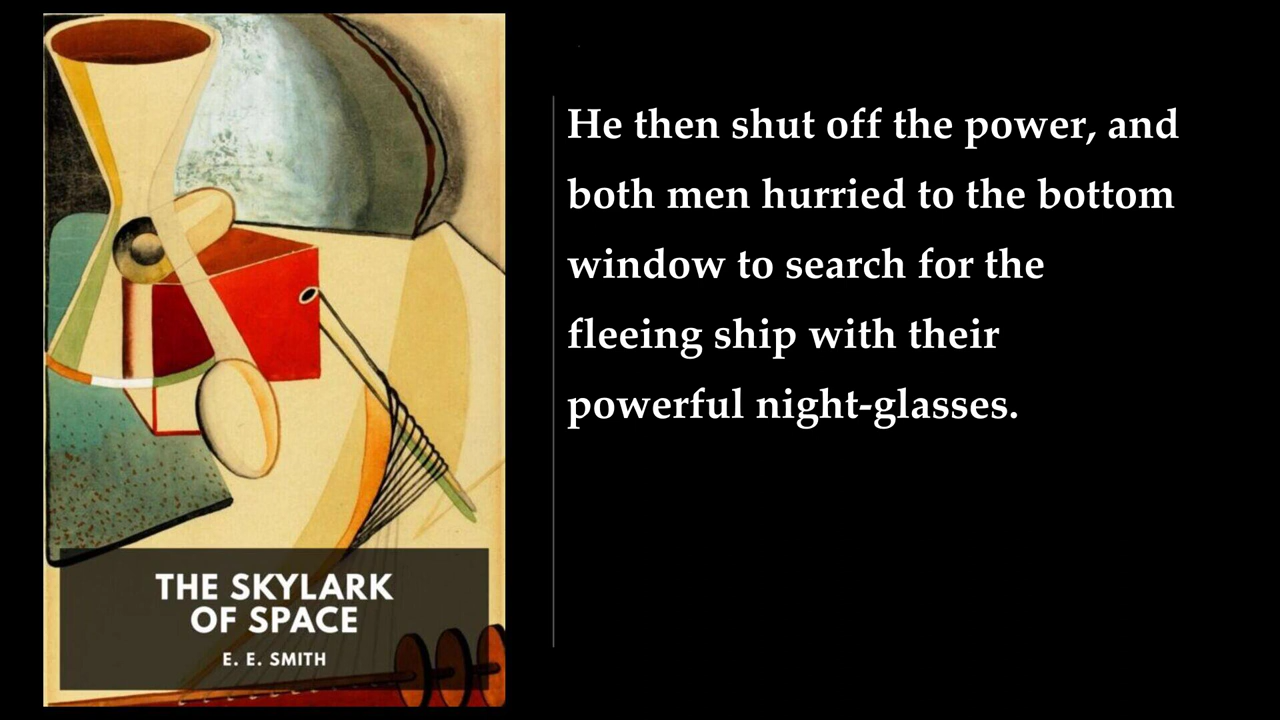 He then shut off the power, and
both men hurried to the bottom
window to search for the
fleeing ship with their
powerful night-glasses.
THE SKYLARK
OF SPACE
E. E. SMITH